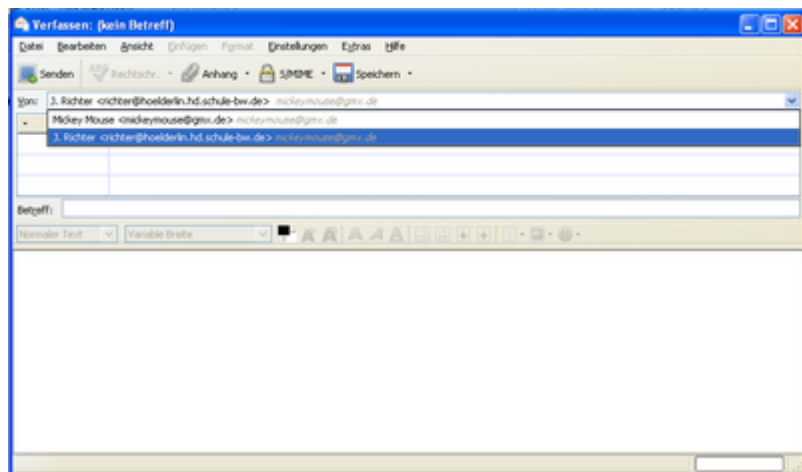 Verfassen: (kein Betreff)
Datei Bearbeiten Ansicht Einfügen Format Einstellungen Extras Hilfe
Senden Rechtschr. Anhang S/MIME Speichern
Von: J. Richter <richter@hoelderlin.hd.schule-bw.de> mickeymouse@gmx.de
Mickey Mouse <mickeymouse@gmx.de> mickeymouse@gmx.de
J. Richter <richter@hoelderlin.hd.schule-bw.de> mickeymouse@gmx.de
Betreff:
Normaler Text Variable Breite